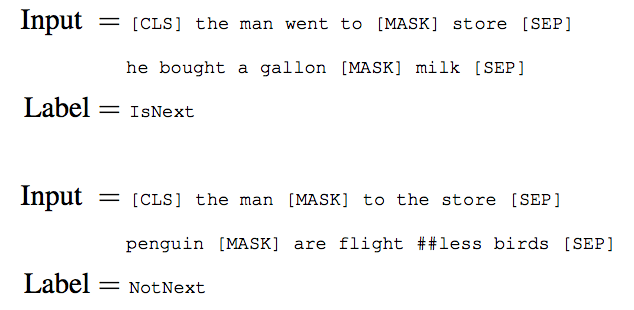 Input = [CLS] the man went to [MASK] store [SEP]
he bought a gallon [MASK] milk [SEP]
Label = IsNext
Input = [CLS] the man [MASK] to the store [SEP]
penguin [MASK] are flight ##less birds [SEP]
Label = NotNext